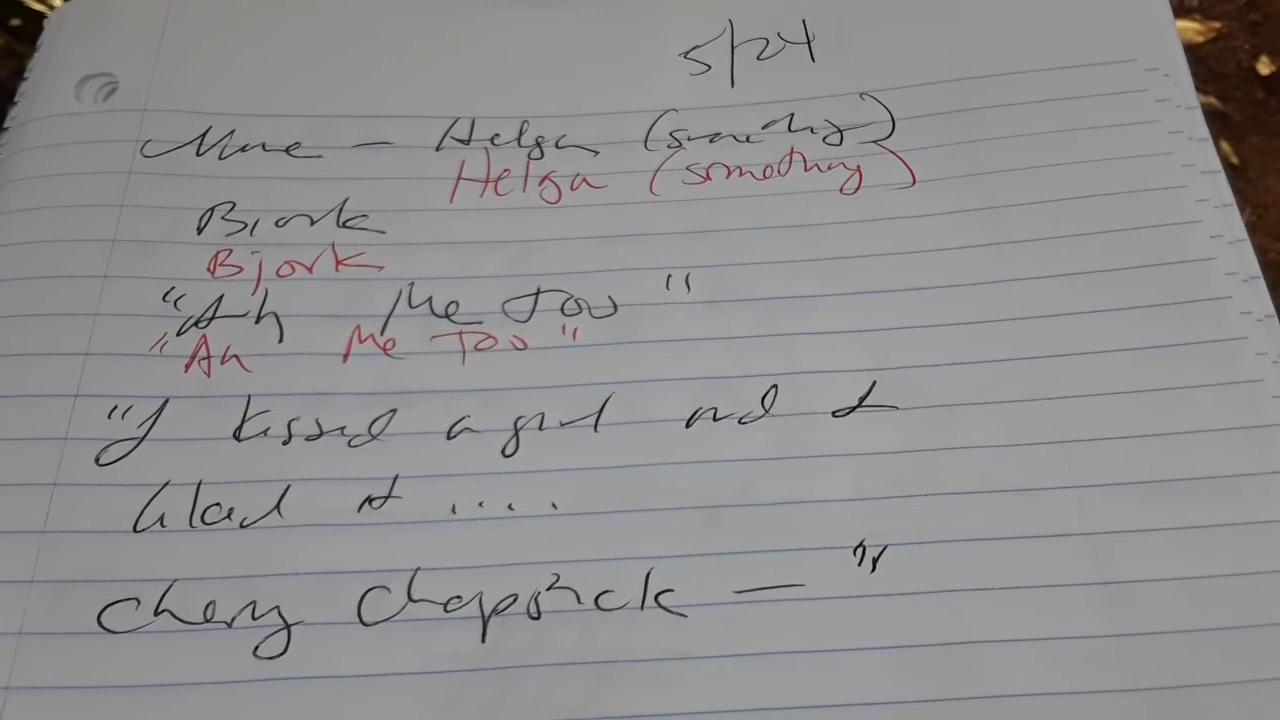 5/24
Mne - Helga (something)
Helga (something)
Bjork
Bjork
"Ah Me Too"
"Ah Me Too"
"I kissed a girl and I
liked it ....
Cherry Chapstick - "